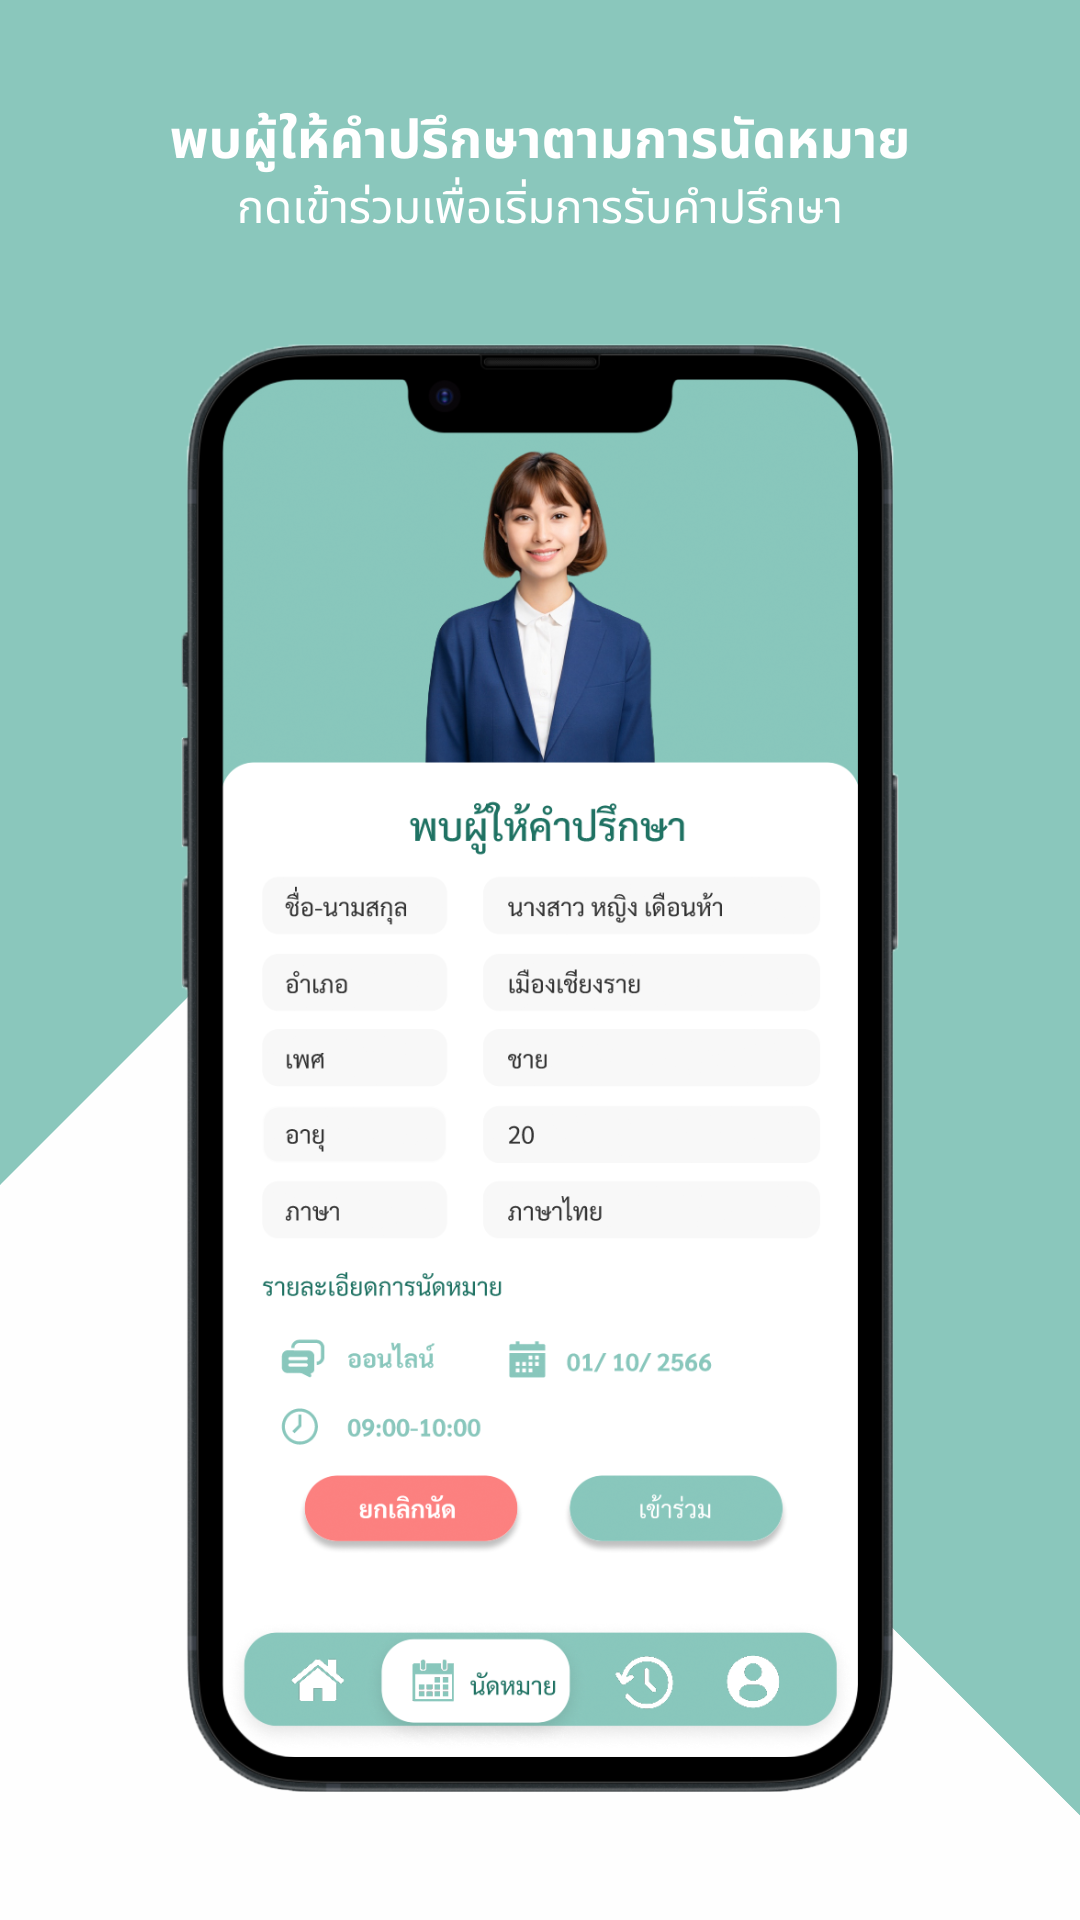 พบผู้ให้คำปรึกษาตามการนัดหมาย
กดเข้าร่วมเพื่อเริ่มการรับคำปรึกษา
พบผู้ให้คำปรึกษา
ชื่อ-นามสกุล นางสาว หญิง เดือนห้า
อำเภอ เมืองเชียงราย
เพศ ชาย
อายุ 20
ภาษา ภาษาไทย
รายละเอียดการนัดหมาย
ออนไลน์ 01/ 10/ 2566
09:00-10:00
ยกเลิกนัด เข้าร่วม
นัดหมาย